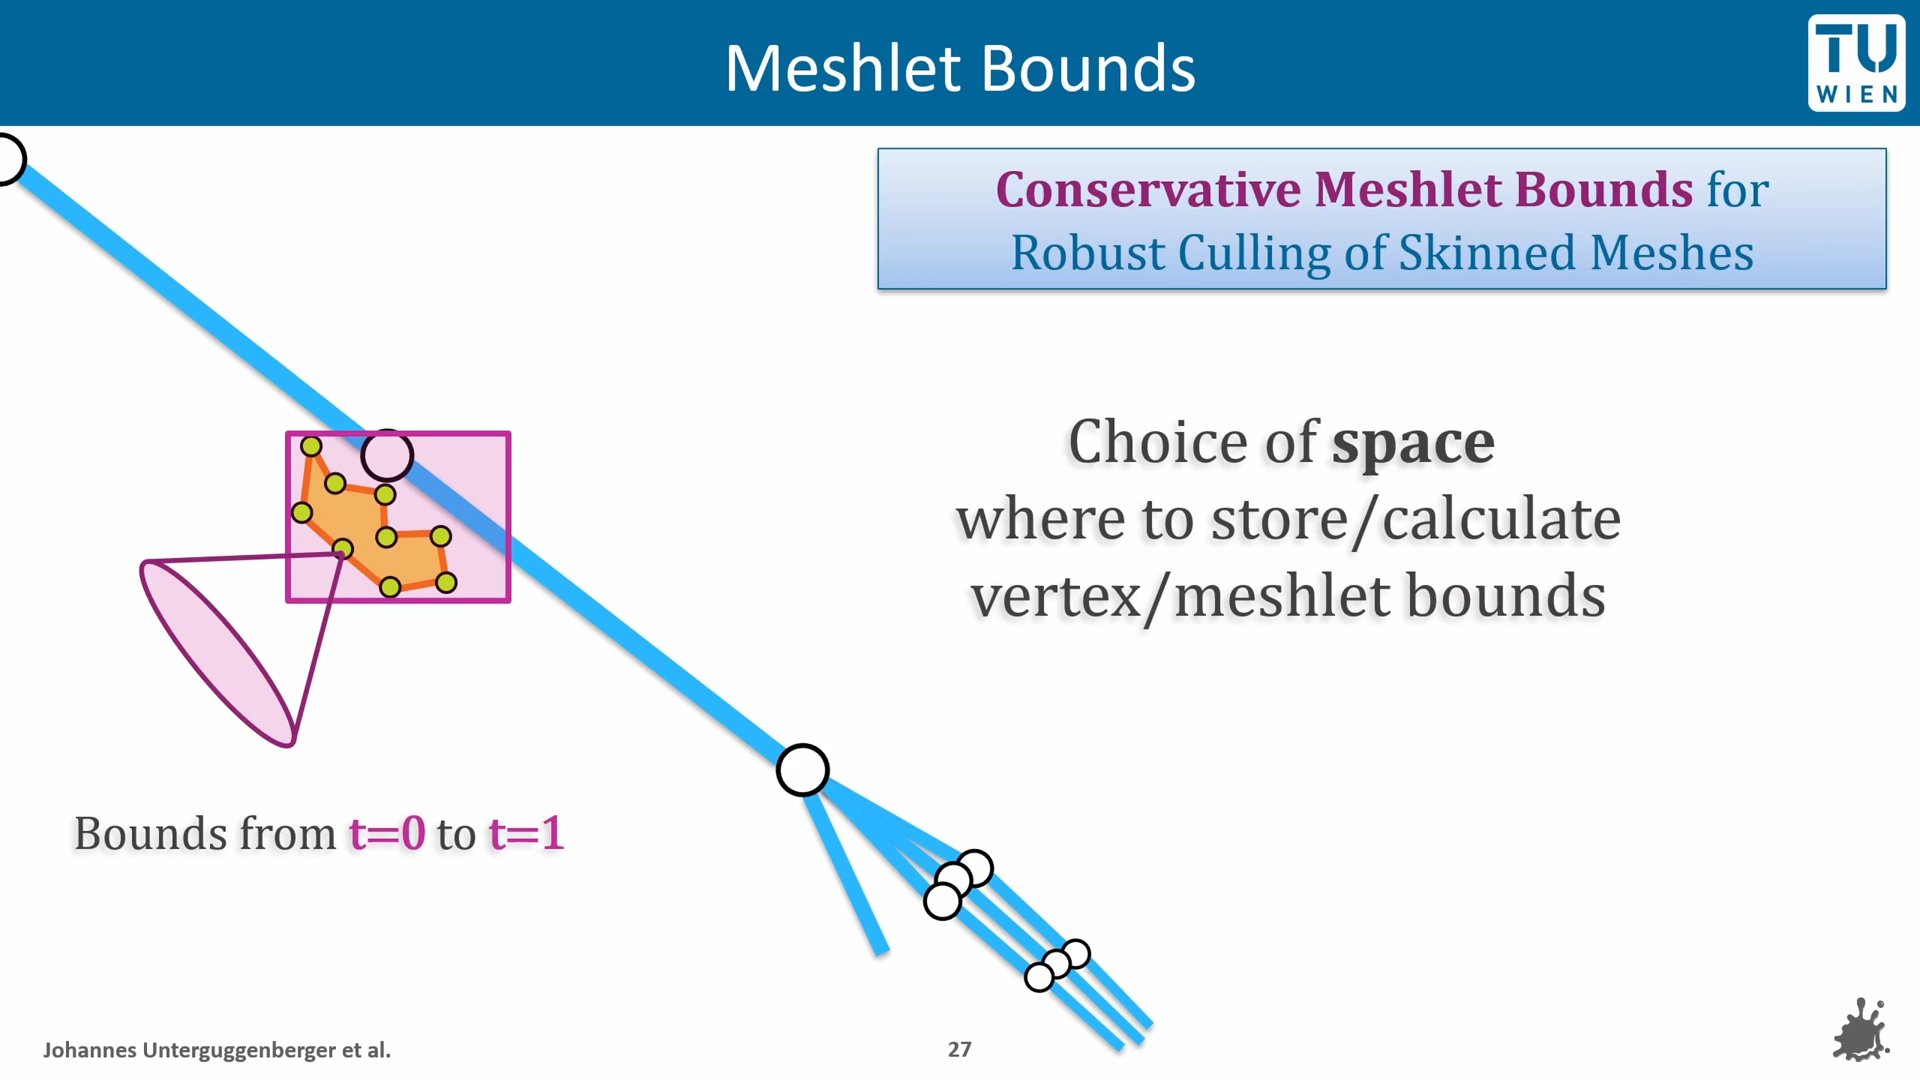 Meshlet Bounds
TU
WIEN
Conservative Meshlet Bounds for
Robust Culling of Skinned Meshes
Choice of space
where to store/calculate
vertex/meshlet bounds
Bounds from t=0 to t=1
Johannes Unterguggenberger et al.
27